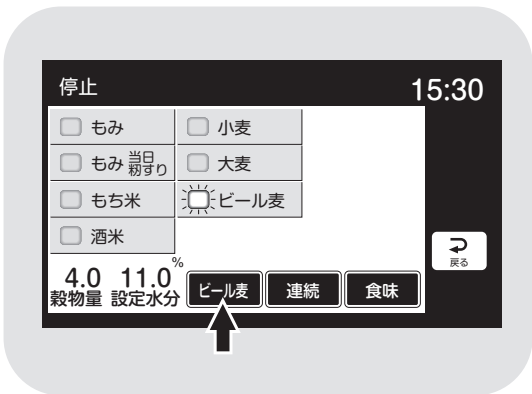 停止 15:30
もみ 小麦
もみ 当日籾すり 大麦
もち米 ビール麦
酒米
戻る
4.0 11.0%
穀物量 設定水分
ビール麦 連続 食味